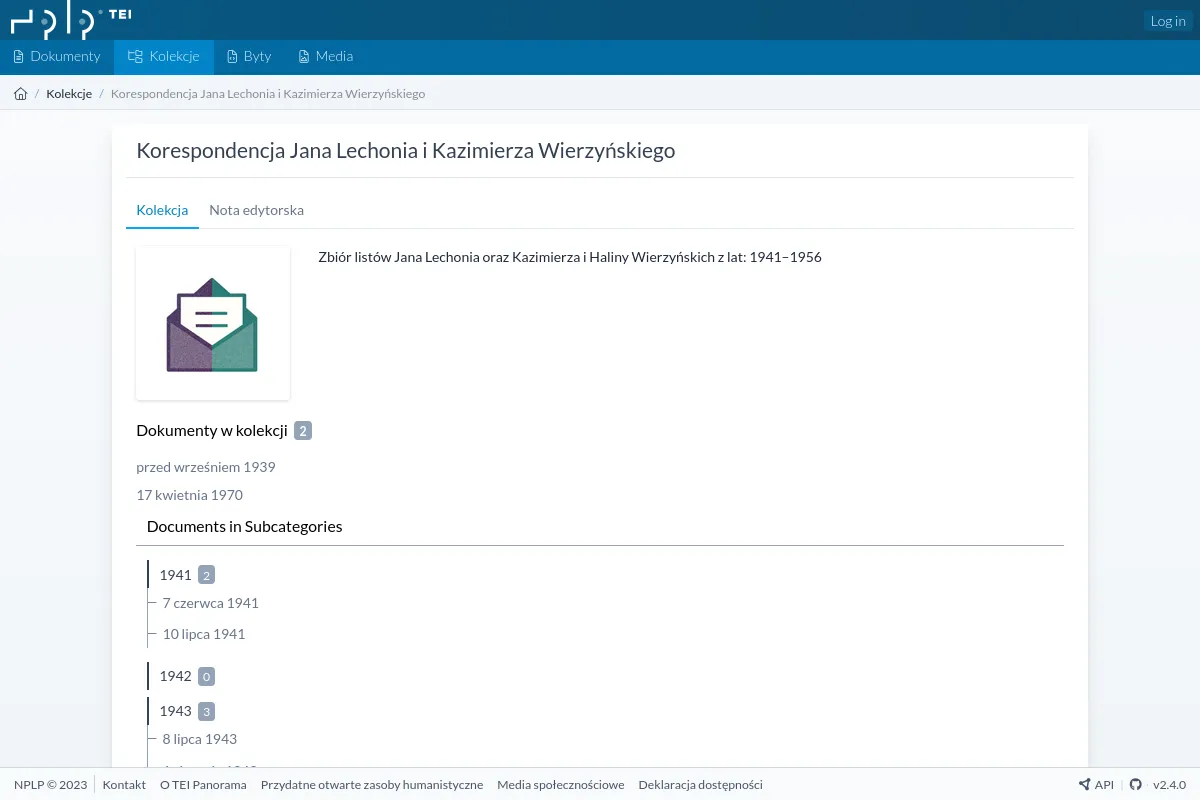 nplp TEI
Log in
Dokumenty
Kolekcje
Byty
Media
/ Kolekcje / Korespondencja Jana Lechonia i Kazimierza Wierzyńskiego
Korespondencja Jana Lechonia i Kazimierza Wierzyńskiego
Kolekcja
Nota edytorska
Zbiór listów Jana Lechonia oraz Kazimierza i Haliny Wierzyńskich z lat: 1941–1956
Dokumenty w kolekcji 2
przed wrześniem 1939
17 kwietnia 1970
Documents in Subcategories
1941 2
7 czerwca 1941
10 lipca 1941
1942 0
1943 3
8 lipca 1943
NPLP © 2023
Kontakt
O TEI Panorama
Przydatne otwarte zasoby humanistyczne
Media społecznościowe
Deklaracja dostępności
API
v2.4.0